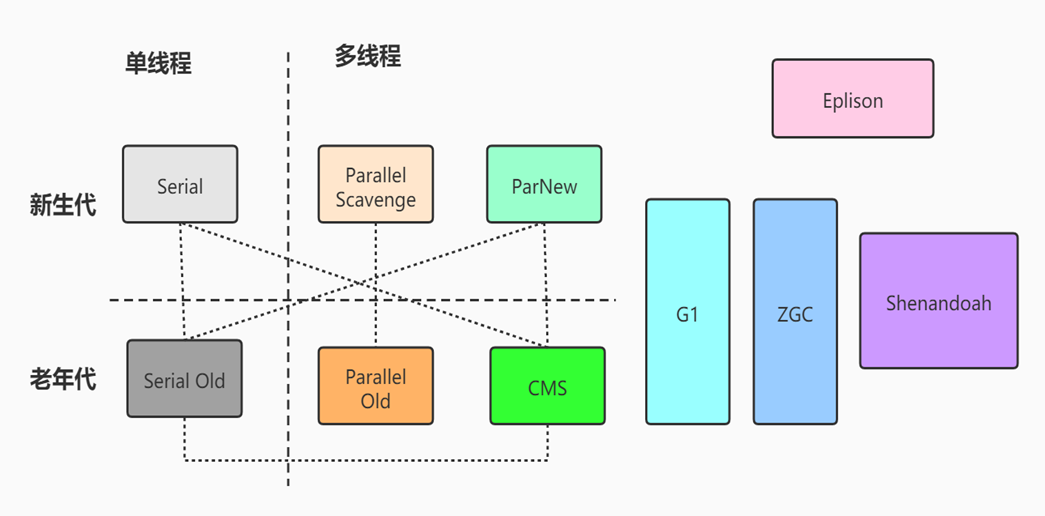 单线程
多线程
Eplison
新生代
Serial
Parallel
Scavenge
ParNew
G1
ZGC
Shenandoah
老年代
Serial Old
Parallel
Old
CMS